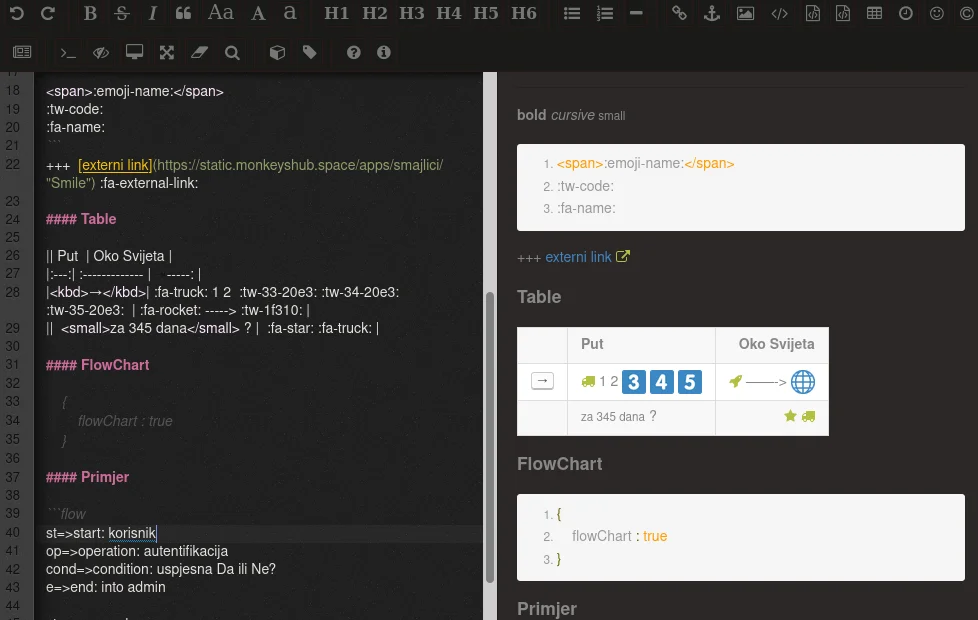 B S I “ Aa A a H1 H2 H3 H4 H5 H6
17
18 <span>:emoji-name:</span>
19 :tw-code:
20 :fa-name:
21 ```
22 +++ [externi link](https://static.monkeyshub.space/apps/smajlici/
"Smile") :fa-external-link:
23
24 #### Table
25
26 || Put | Oko Svijeta |
27 |:---:| :------------- | -----: |
28 |<kbd>→</kbd>| :fa-truck: 1 2 :tw-33-20e3: :tw-34-20e3:
:tw-35-20e3: | :fa-rocket: -----> :tw-1f310: |
29 || <small>za 345 dana</small> ? | :fa-star: :fa-truck: |
30
31 #### FlowChart
32
33 {
34 flowChart : true
35 }
36
37 #### Primjer
38
39 ```flow
40 st=>start: korisnik
41 op=>operation: autentifikacija
42 cond=>condition: uspjesna Da ili Ne?
43 e=>end: into admin
44
bold cursive small
1. <span>:emoji-name:</span>
2. :tw-code:
3. :fa-name:
+++ externi link
Table
Put Oko Svijeta
→ 1 2 3 4 5 ----->
za 345 dana ?
FlowChart
1. {
2. flowChart : true
3. }
Primjer